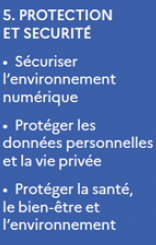 5. PROTECTION
ET SECURITÉ
• Sécuriser
l'environnement
numérique
• Protéger les
données personnelles
et la vie privée
• Protéger la santé,
le bien-être et
l'environnement